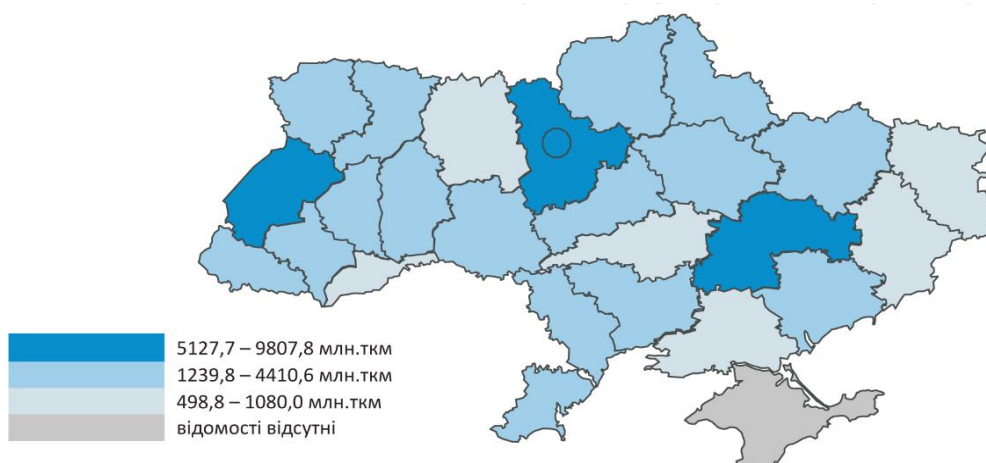 5127,7 – 9807,8 млн.ткм
1239,8 – 4410,6 млн.ткм
498,8 – 1080,0 млн.ткм
відомості відсутні